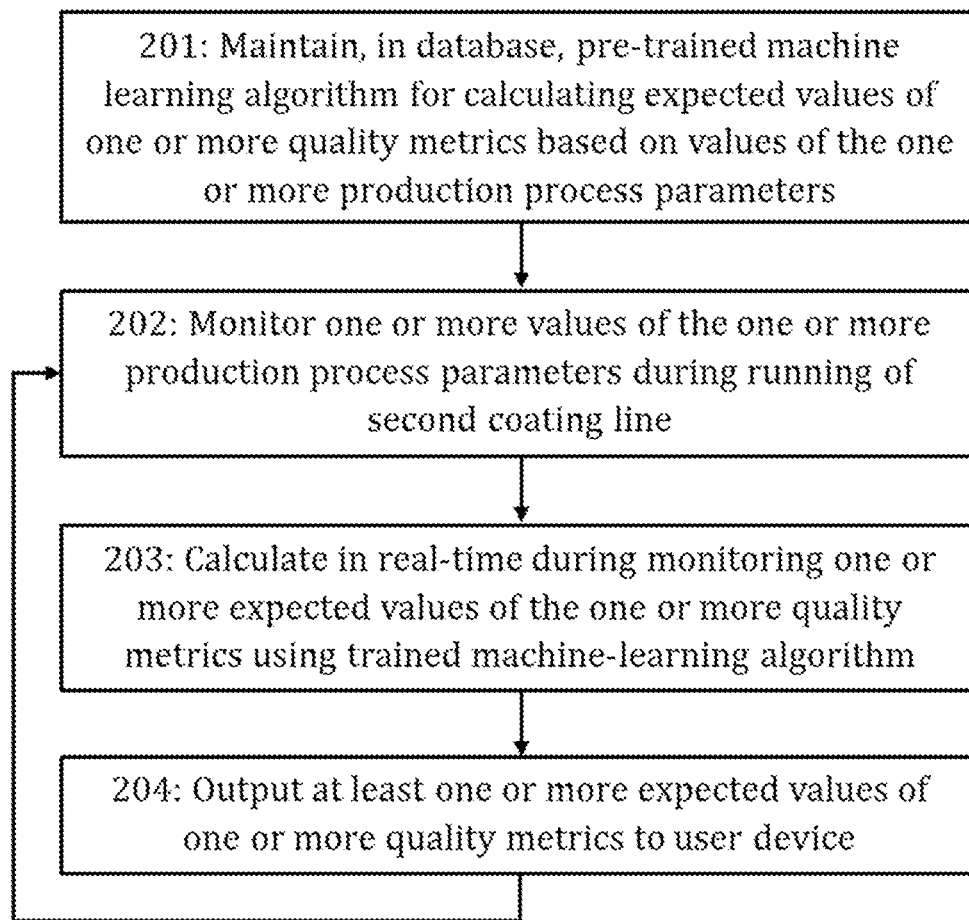 201: Maintain, in database, pre-trained machine
learning algorithm for calculating expected values of
one or more quality metrics based on values of the one
or more production process parameters
202: Monitor one or more values of the one or more
production process parameters during running of
second coating line
203: Calculate in real-time during monitoring one or
more expected values of the one or more quality
metrics using trained machine-learning algorithm
204: Output at least one or more expected values of
one or more quality metrics to user device